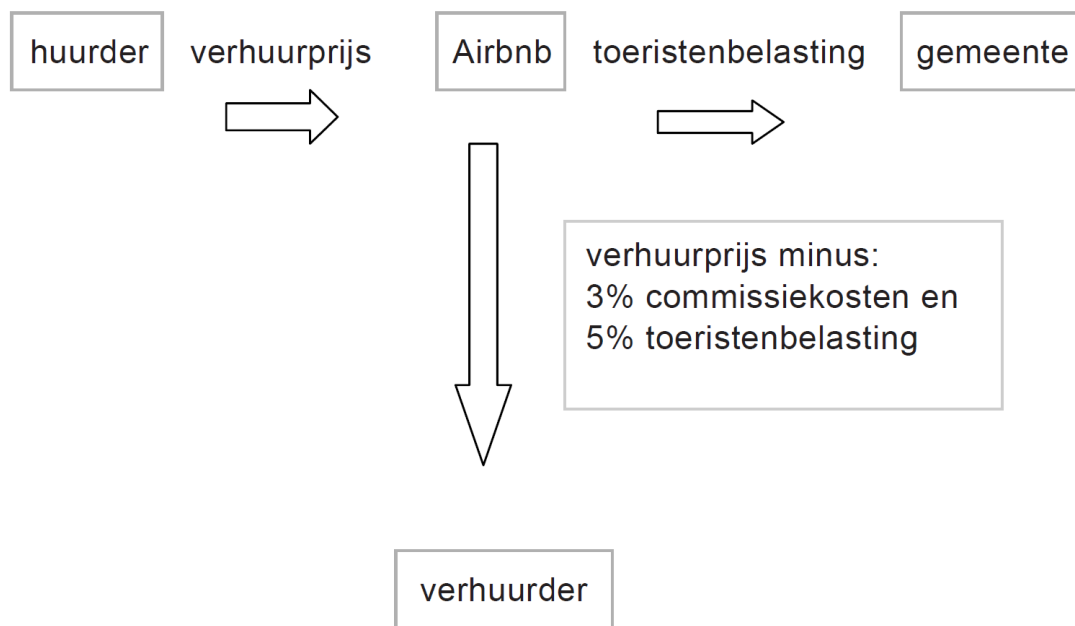 huurder verhuurprijs Airbnb toeristenbelasting gemeente
verhuurprijs minus:
3% commissiekosten en
5% toeristenbelasting
verhuurder